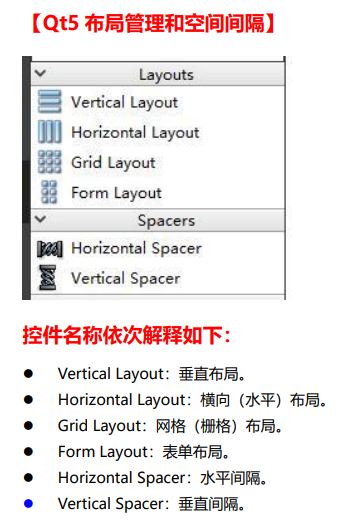 【Qt5 布局管理和空间间隔】
Layouts
Vertical Layout
Horizontal Layout
Grid Layout
Form Layout
Spacers
Horizontal Spacer
Vertical Spacer
控件名称依次解释如下：
● Vertical Layout：垂直布局。
● Horizontal Layout：横向（水平）布局。
● Grid Layout：网格（栅格）布局。
● Form Layout：表单布局。
● Horizontal Spacer：水平间隔。
● Vertical Spacer：垂直间隔。